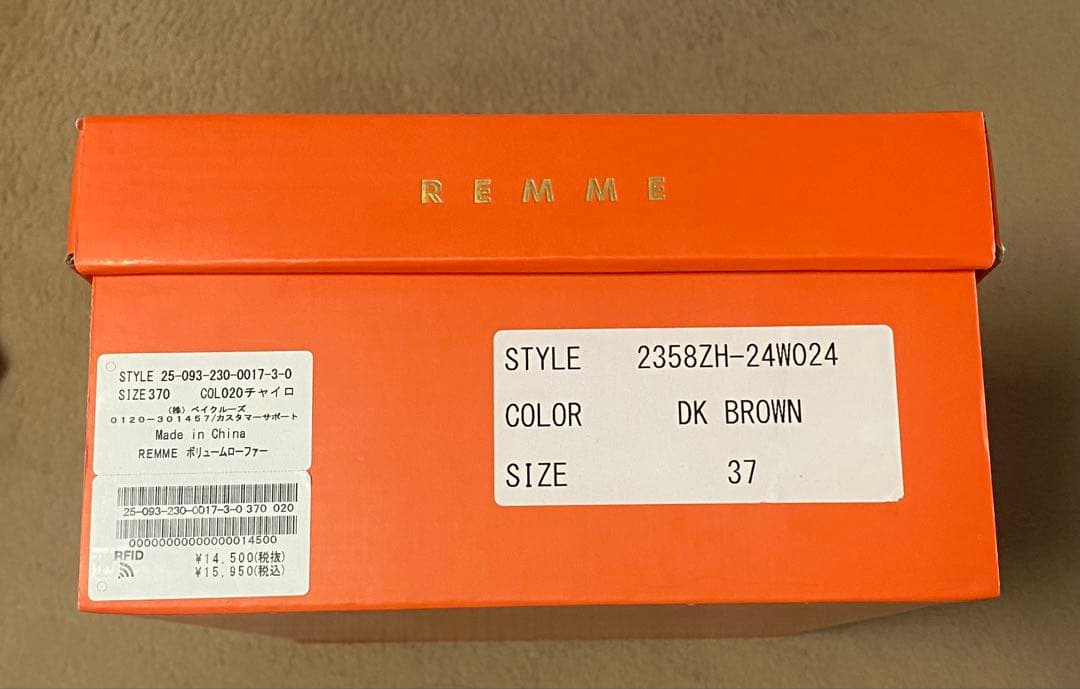 REMME
STYLE 25-093-230-0017-3-0
SIZE370 COL020チャイロ
(株) ベイクルーズ
0120-301457/カスタマーサポート
Made in China
REMME ボリュームローファー
25-093-230-0017-3-0 370 020
00000000000000014500
RFID
¥14,500(税抜)
¥15,950(税込)
STYLE 2358ZH-24W024
COLOR DK BROWN
SIZE 37